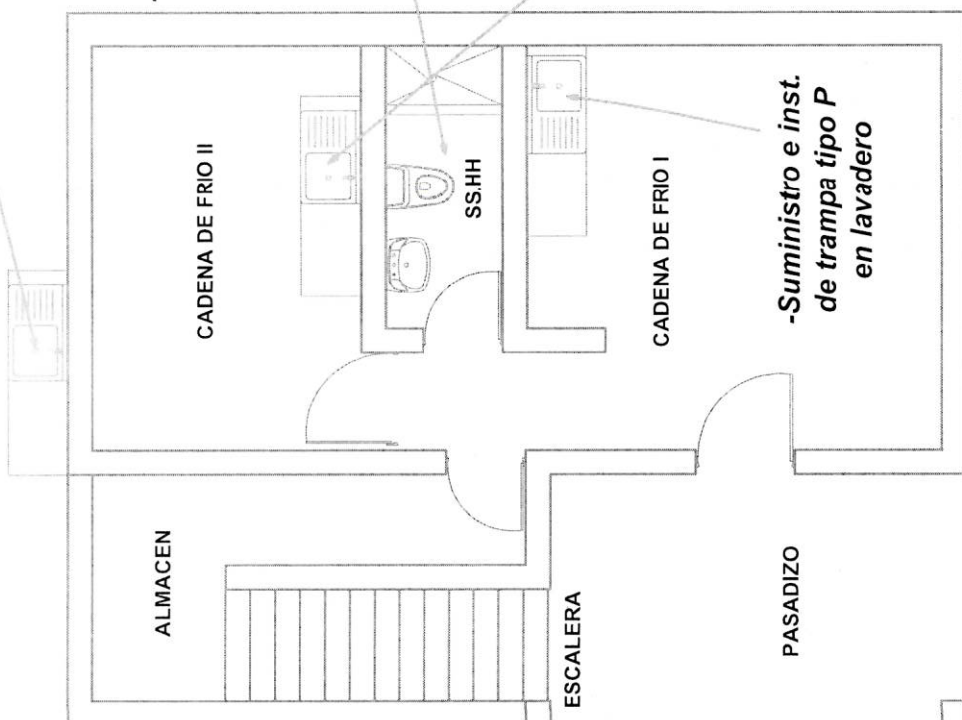 CADENA DE FRIO II
SS.HH
CADENA DE FRIO I
-Suministro e inst.
de trampa tipo P
en lavadero
ALMACEN
ESCALERA
PASADIZO